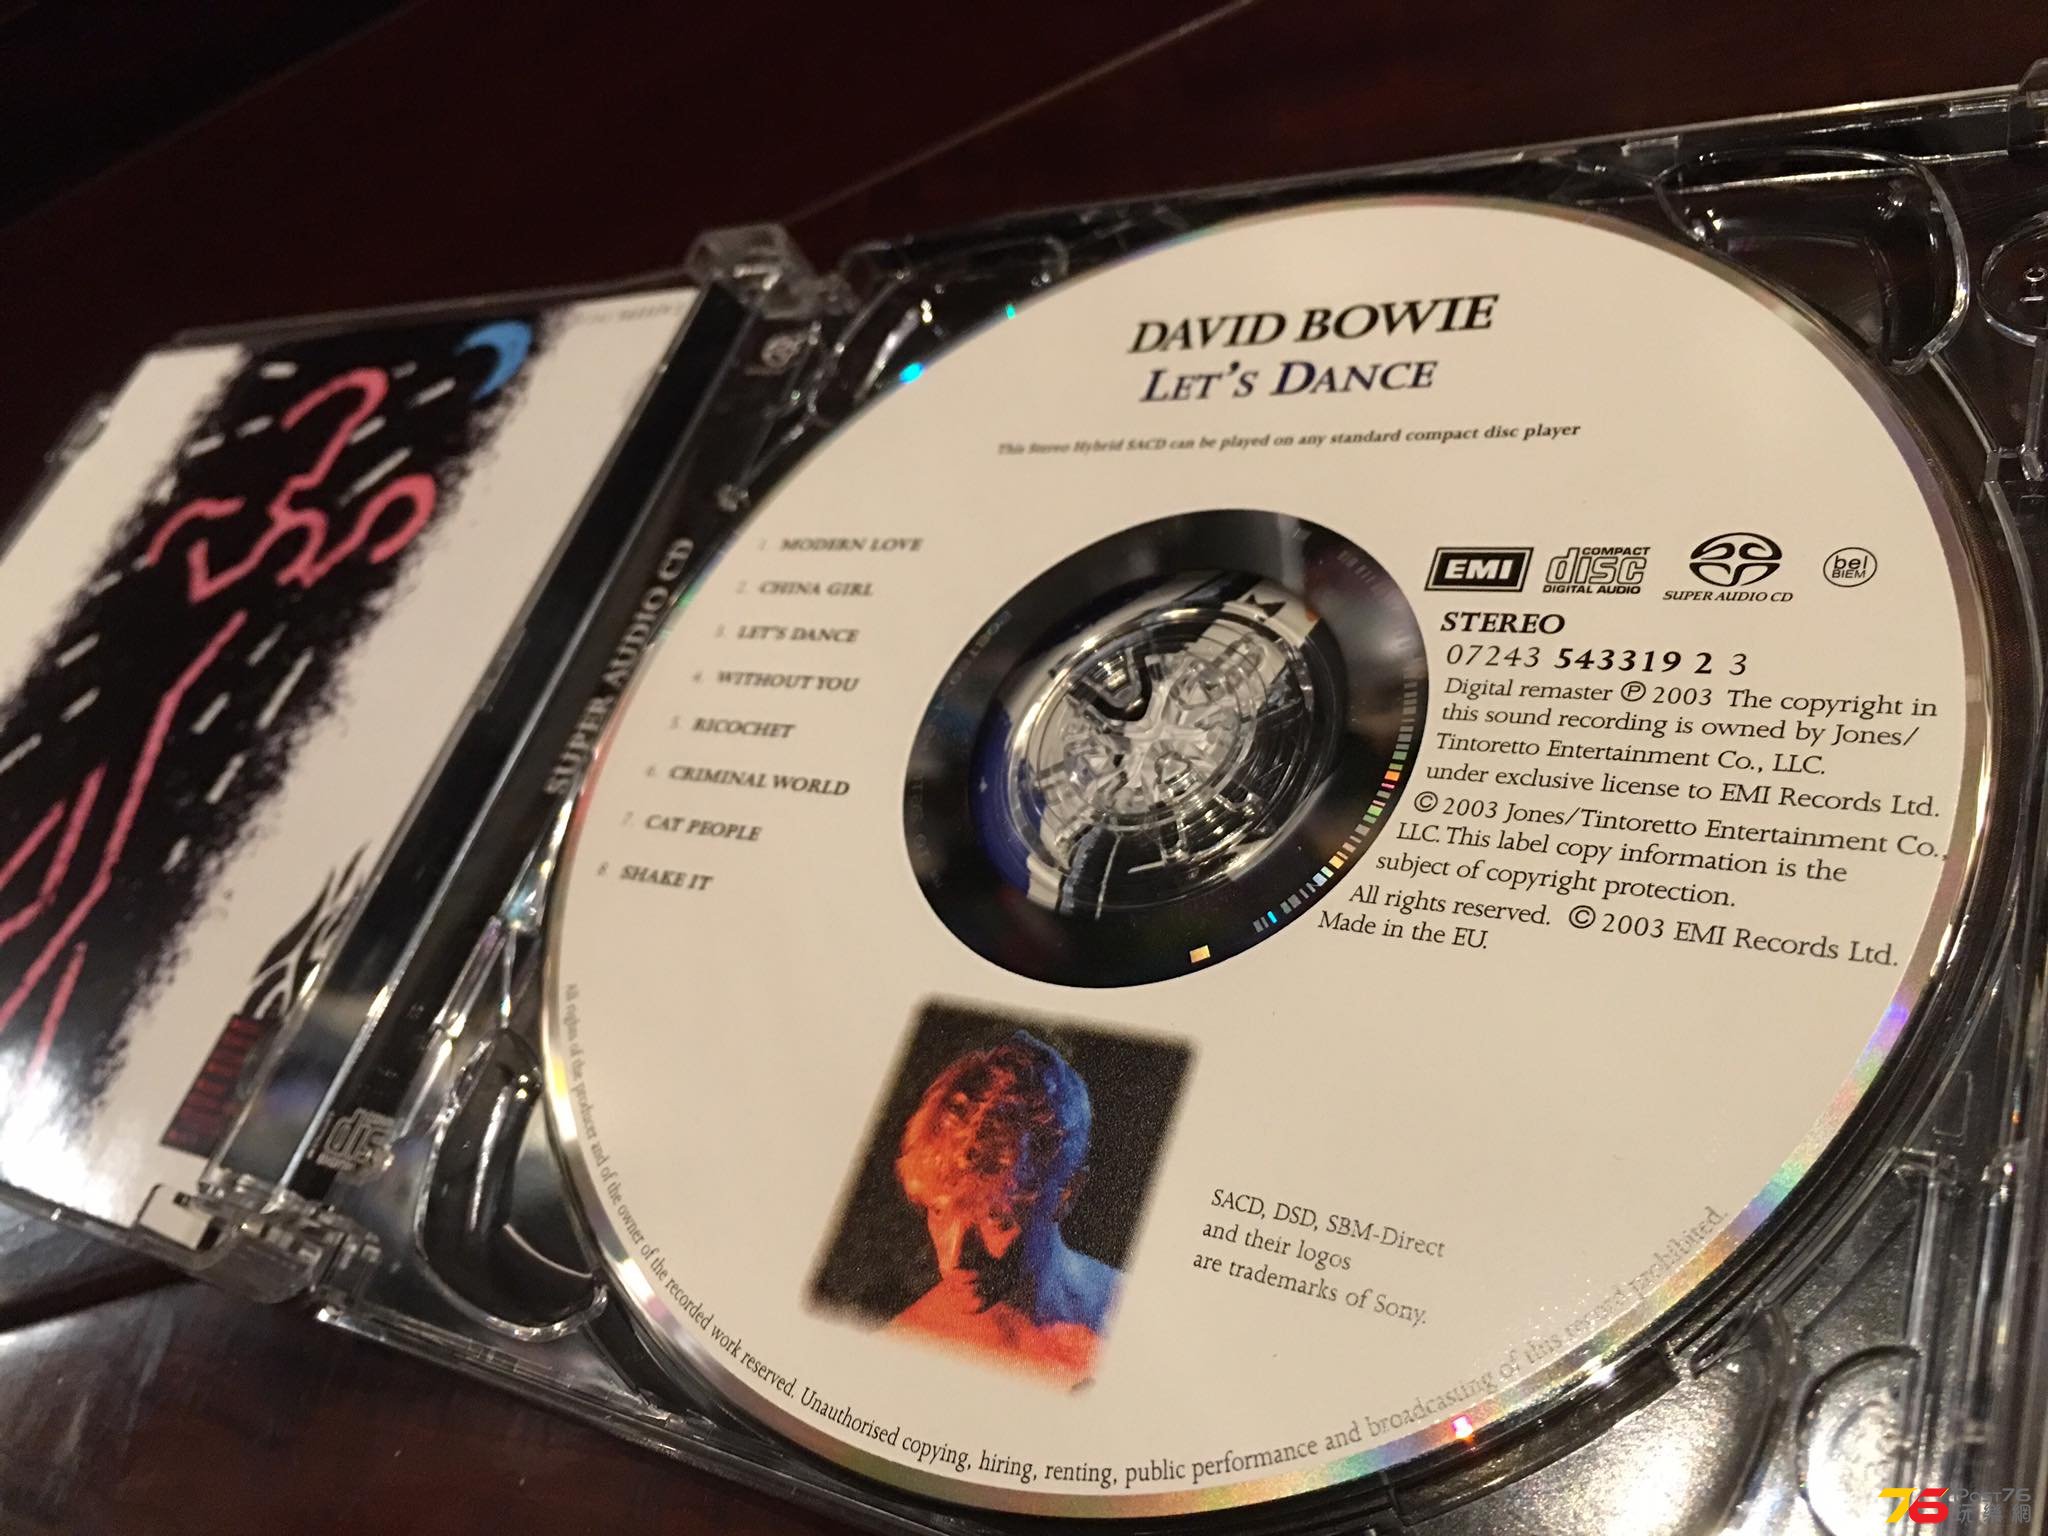 DAVID BOWIE
LET'S DANCE
This Stereo Hybrid SACD can be played on any standard compact disc player
1 MODERN LOVE
2 CHINA GIRL
3 LET'S DANCE
4 WITHOUT YOU
5 RICOCHET
6 CRIMINAL WORLD
7 CAT PEOPLE
8 SHAKE IT
EMI
COMPACT
disc
DIGITAL AUDIO
SUPER AUDIO CD
bel
BIEM
STEREO
07243 543319 2 3
Digital remaster ℗ 2003 The copyright in
this sound recording is owned by Jones/
Tintoretto Entertainment Co., LLC.
under exclusive license to EMI Records Ltd.
© 2003 Jones/Tintoretto Entertainment Co.,
LLC. This label copy information is the
subject of copyright protection.
All rights reserved. © 2003 EMI Records Ltd.
Made in the EU.
SACD, DSD, SBM-Direct
and their logos
are trademarks of Sony.
All rights of the producer and of the owner of the recorded work reserved. Unauthorised copying, hiring, renting, public performance and broadcasting of this record prohibited.
SUPER AUDIO CD
disc
76 Post76
玩樂網